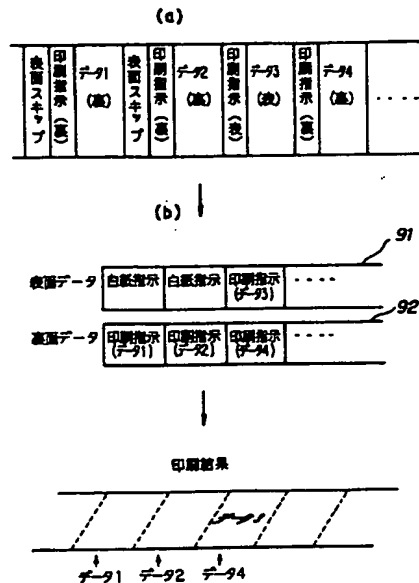 (a)
表面スキップ
印刷指示(裏)
データ1(裏)
表面スキップ
印刷指示(裏)
データ2(裏)
印刷指示(表)
データ3(表)
印刷指示(裏)
データ4(裏)
・・・・
(b)
91
表面データ 白紙指示 白紙指示 印刷指示(データ3) ・・・・
92
裏面データ 印刷指示(データ1) 印刷指示(データ2) 印刷指示(データ4) ・・・・
印刷結果
データ3
データ1 データ2 データ4